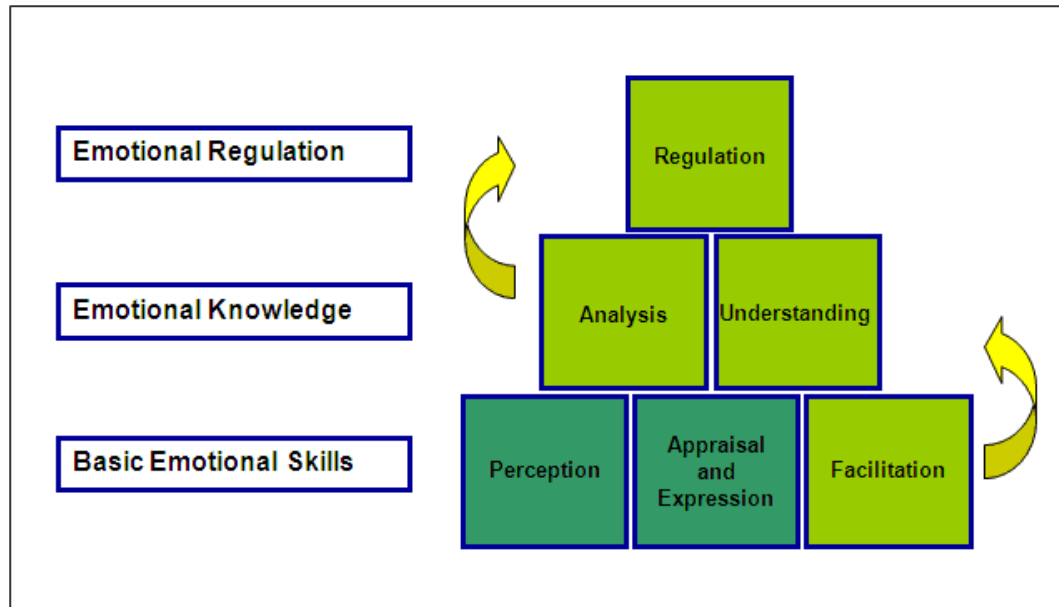 Emotional Regulation
Regulation
Emotional Knowledge
Analysis
Understanding
Basic Emotional Skills
Perception
Appraisal
and
Expression
Facilitation